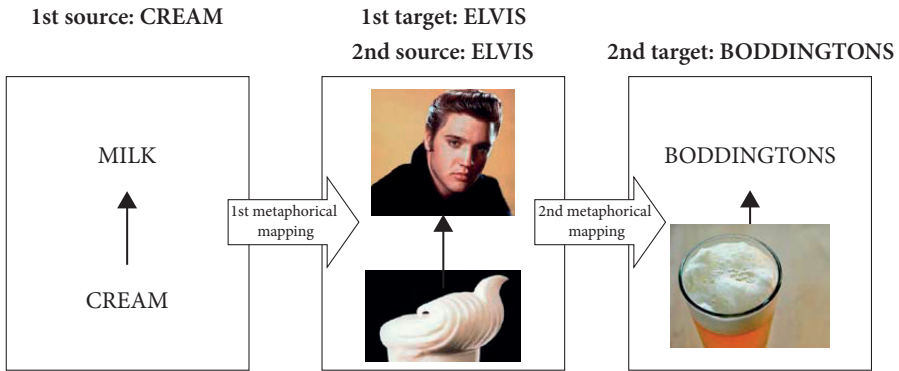 1st source: CREAM
1st target: ELVIS
2nd source: ELVIS
2nd target: BODDINGTONS
MILK
CREAM
1st metaphorical
mapping
2nd metaphorical
mapping
BODDINGTONS